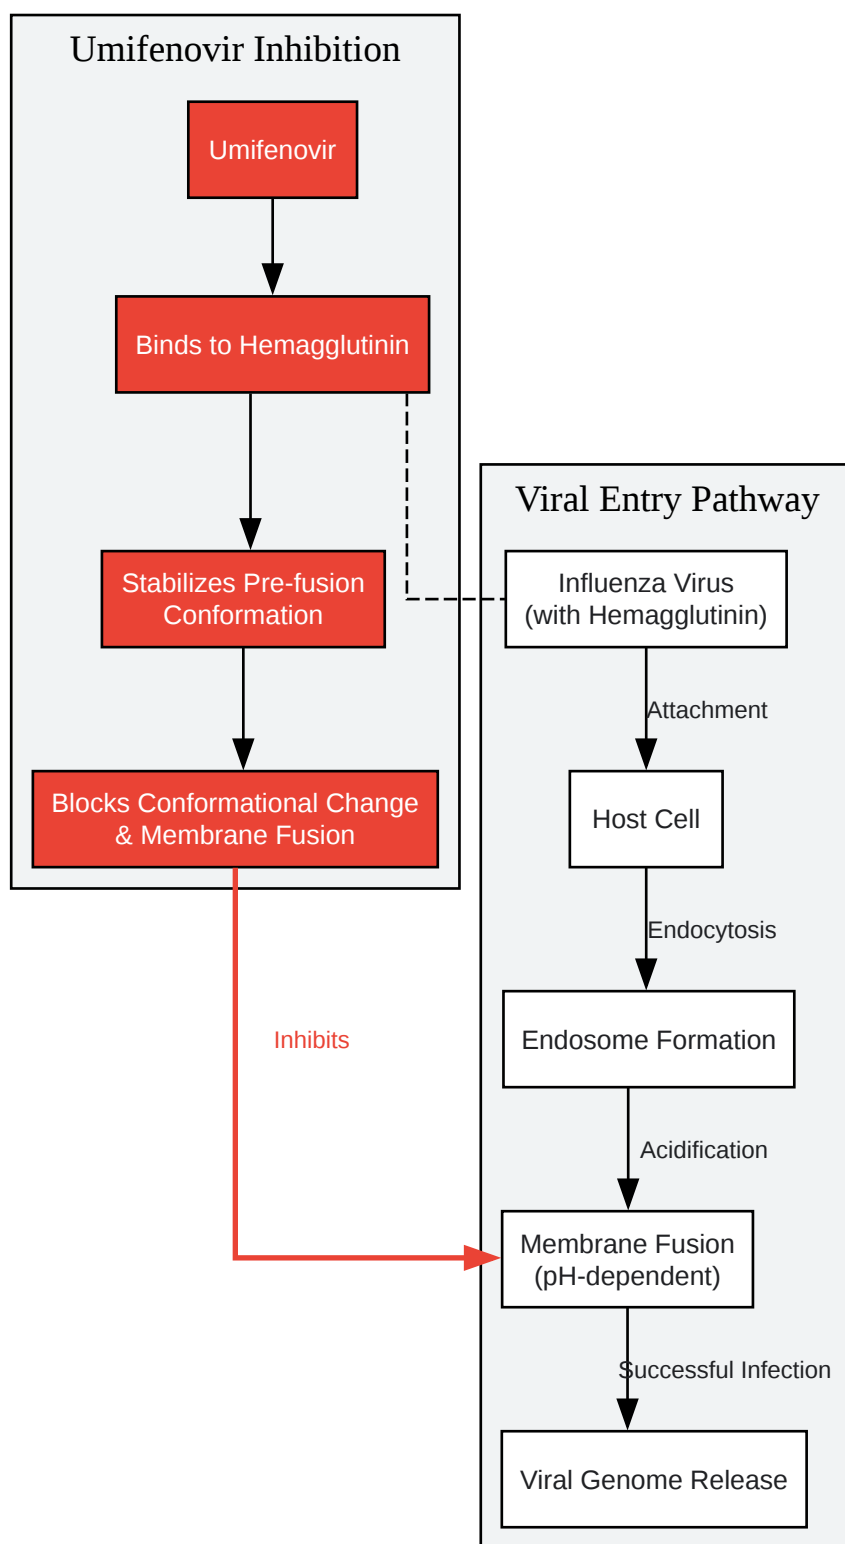 Umifenovir Inhibition
Umifenovir
Binds to Hemagglutinin
Stabilizes Pre-fusion
Conformation
Blocks Conformational Change
& Membrane Fusion
Inhibits
Viral Entry Pathway
Influenza Virus
(with Hemagglutinin)
Attachment
Host Cell
Endocytosis
Endosome Formation
Acidification
Membrane Fusion
(pH-dependent)
Successful Infection
Viral Genome Release